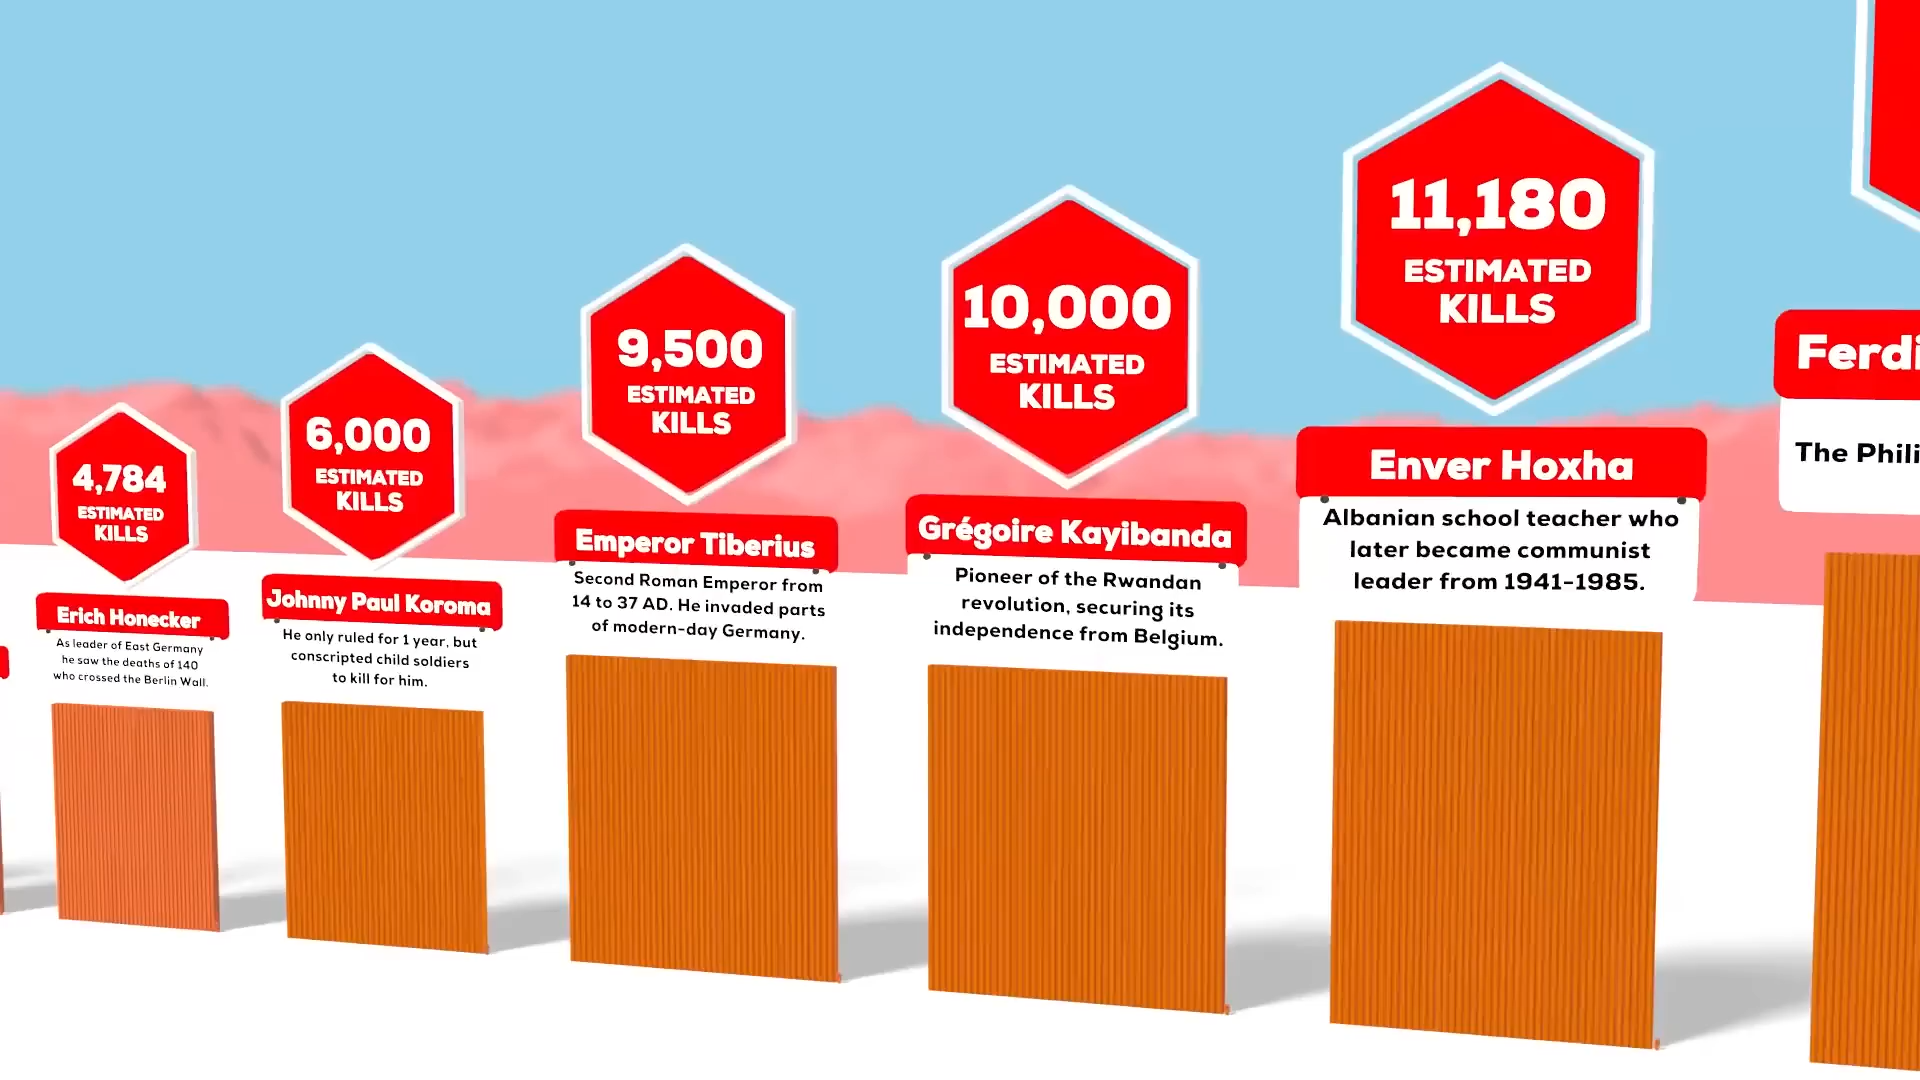 4,784
ESTIMATED
KILLS
Erich Honecker
As leader of East Germany
he saw the deaths of 140
who crossed the Berlin Wall.
6,000
ESTIMATED
KILLS
Johnny Paul Koroma
He only ruled for 1 year, but
conscripted child soldiers
to kill for him.
9,500
ESTIMATED
KILLS
Emperor Tiberius
Second Roman Emperor from
14 to 37 AD. He invaded parts
of modern-day Germany.
10,000
ESTIMATED
KILLS
Grégoire Kayibanda
Pioneer of the Rwandan
revolution, securing its
independence from Belgium.
11,180
ESTIMATED
KILLS
Enver Hoxha
Albanian school teacher who
later became communist
leader from 1941-1985.
Ferdi
The Phili